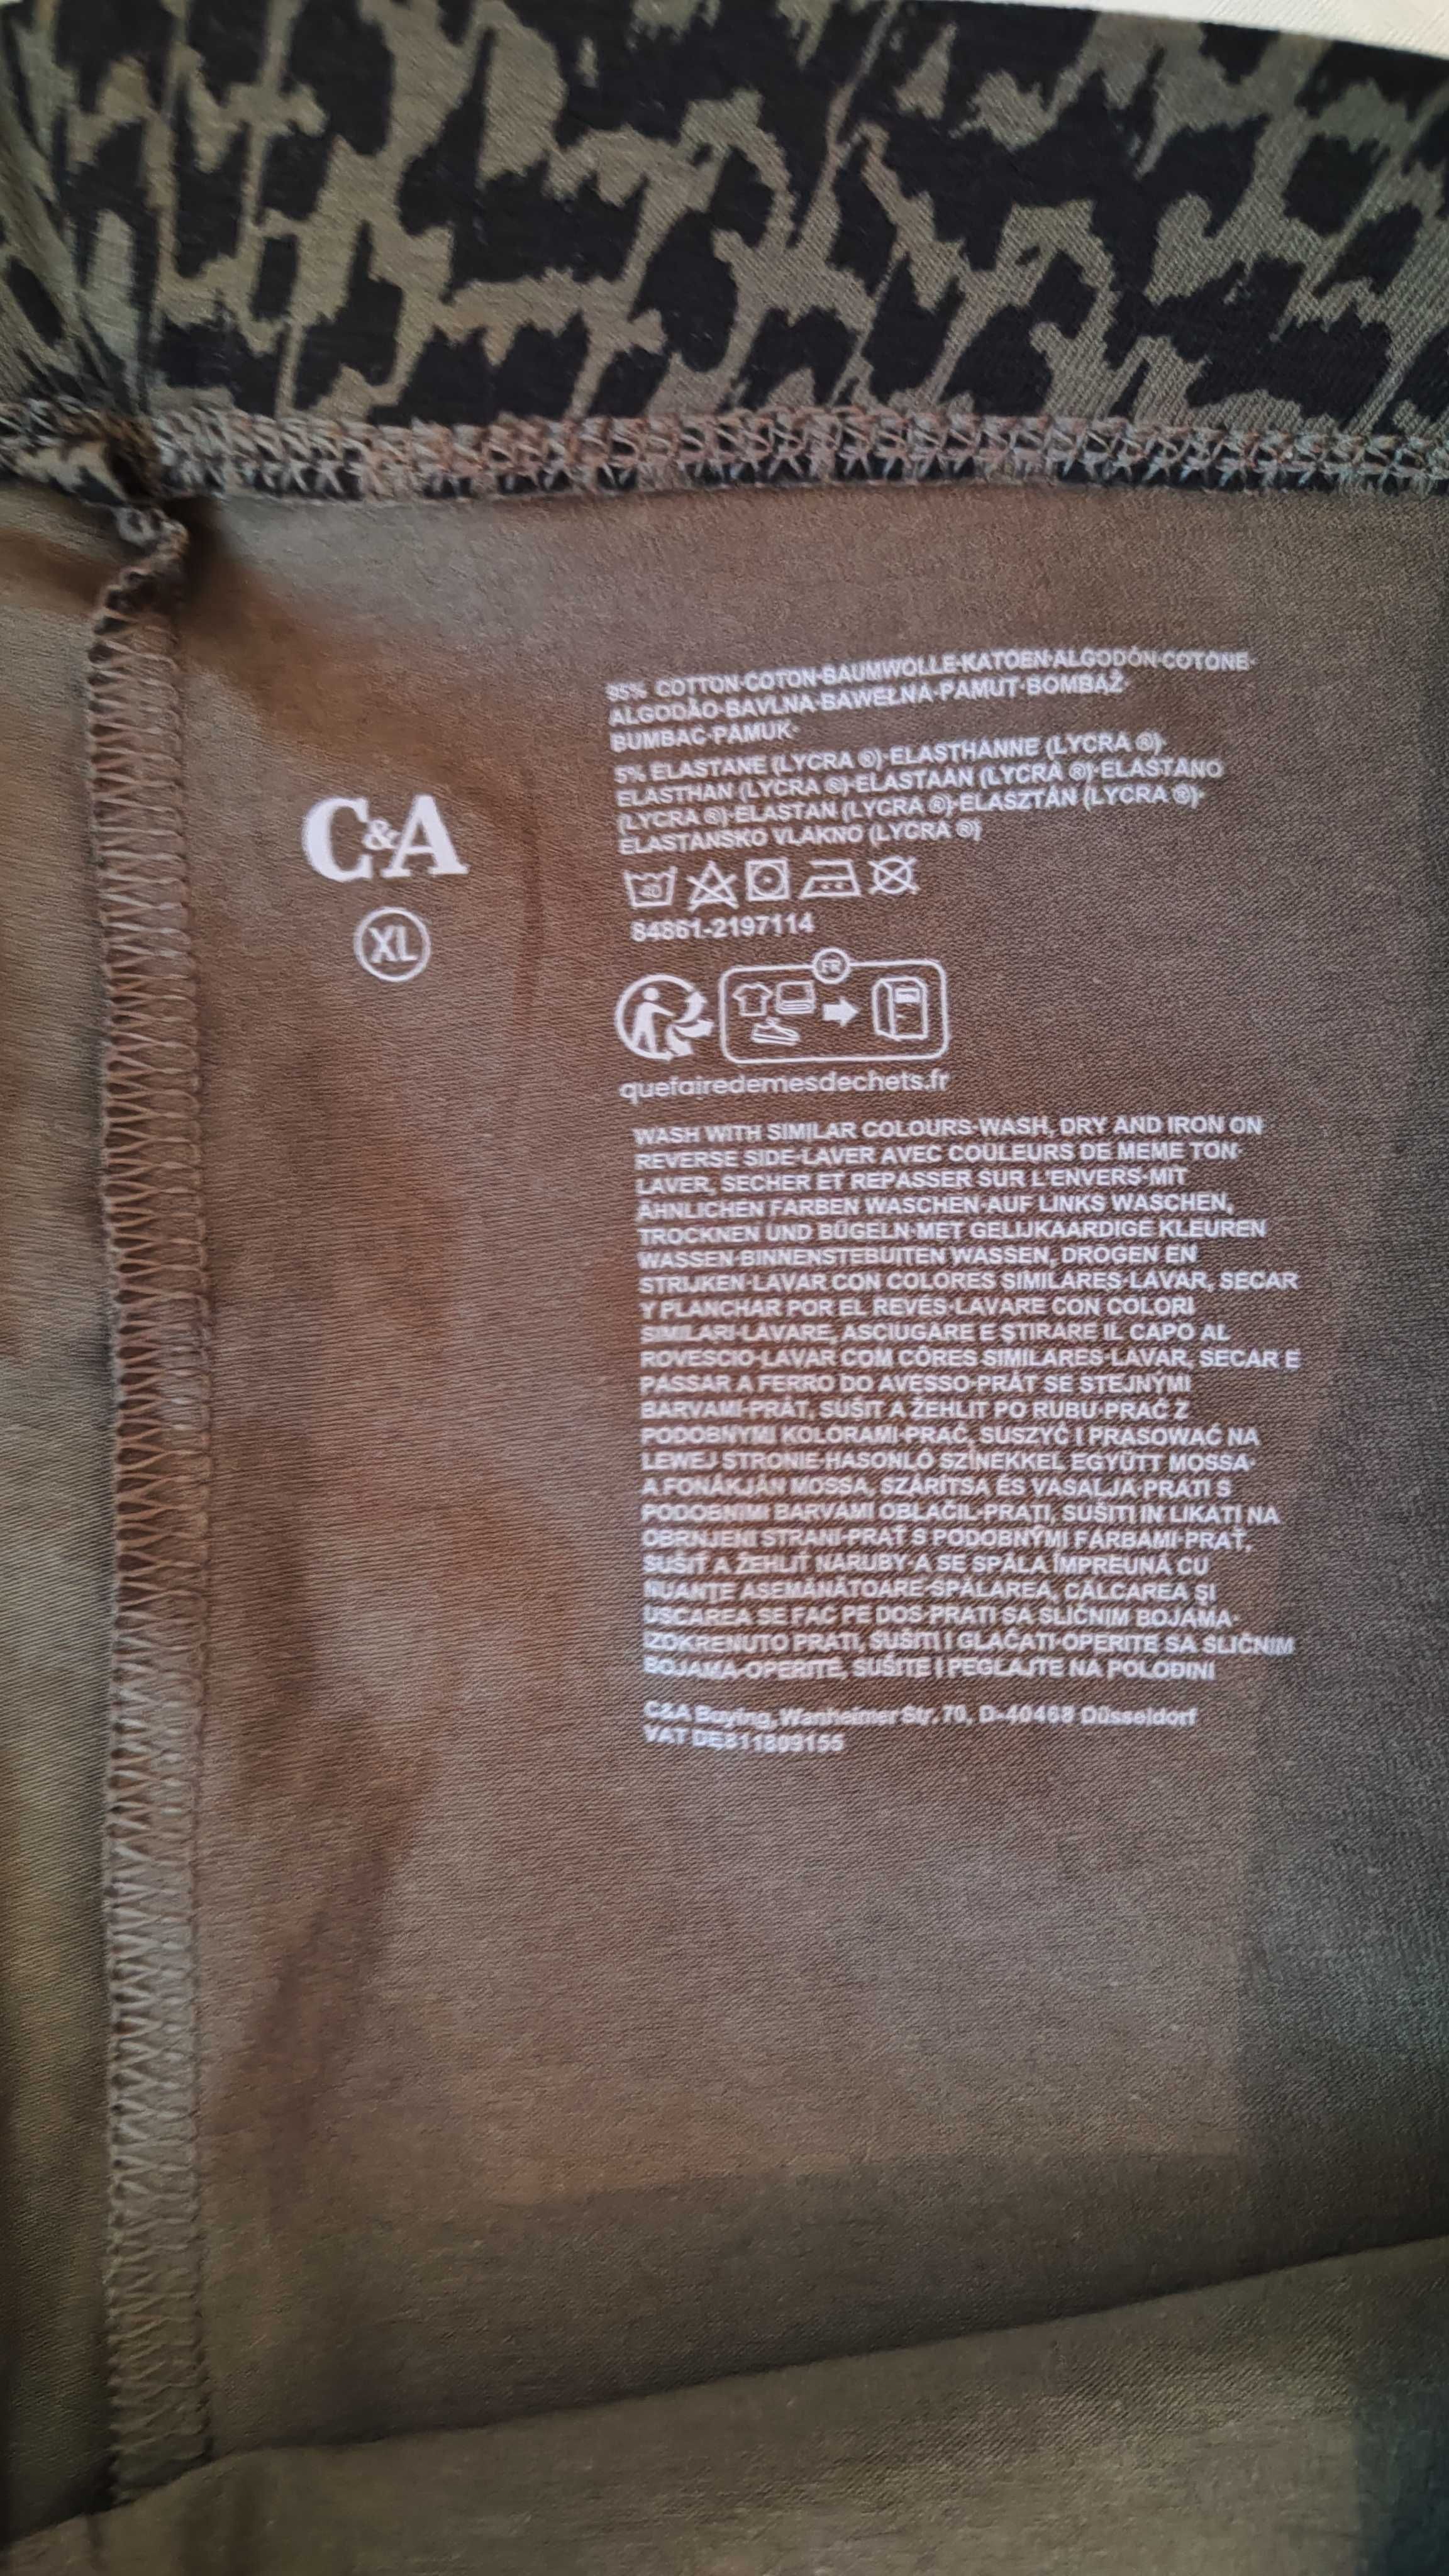 C&A
XL
95% COTTON·COTON·BAUMWOLLE·KATOEN·ALGODÓN·COTONE·
ALGODÃO·BAVLNA·BAWEŁNA·PAMUT·BOMBAŽ·
BUMBAC·PAMUK·
5% ELASTANE (LYCRA ®)·ELASTHANNE (LYCRA ®)·
ELASTHAN (LYCRA ®)·ELASTAAN (LYCRA ®)·ELASTANO
(LYCRA ®)·ELASTAN (LYCRA ®)·ELASZTÁN (LYCRA ®)·
ELASTANSKO VLAKNO (LYCRA ®)
40
84861-2197114
FR
quefairedemesdechets.fr
WASH WITH SIMILAR COLOURS·WASH, DRY AND IRON ON
REVERSE SIDE·LAVER AVEC COULEURS DE MEME TON·
LAVER, SECHER ET REPASSER SUR L'ENVERS·MIT
ÄHNLICHEN FARBEN WASCHEN·AUF LINKS WASCHEN,
TROCKNEN UND BÜGELN·MET GELIJKAARDIGE KLEUREN
WASSEN·BINNENSTEBUITEN WASSEN, DROGEN EN
STRIJKEN·LAVAR CON COLORES SIMILARES·LAVAR, SECAR
Y PLANCHAR POR EL REVÉS·LAVARE CON COLORI
SIMILARI·LAVARE, ASCIUGARE E STIRARE IL CAPO AL
ROVESCIO·LAVAR COM CÔRES SIMILARES·LAVAR, SECAR E
PASSAR A FERRO DO AVESSO·PRÁT SE STEJNÝMI
BARVAMI·PRÁT, SUŠIT A ŽEHLIT PO RUBU·PRAĆ Z
PODOBNYMI KOLORAMI·PRAĆ, SUSZYĆ I PRASOWAĆ NA
LEWEJ STRONIE·HASONLÓ SZÍNEKKEL EGYÜTT MOSSA·
A FONÁKJÁN MOSSA, SZÁRÍTSA ÉS VASALJA·PRATI S
PODOBNIMI BARVAMI OBLAČIL·PRATI, SUŠITI IN LIKATI NA
OBRNJENI STRANI·PRAŤ S PODOBNÝMI FARBAMI·PRAŤ,
SUŠIŤ A ŽEHLIŤ NARUBY·A SE SPĂLA ÎMPREUNĂ CU
NUANŢE ASEMĂNĂTOARE·SPĂLAREA, CĂLCAREA ŞI
USCAREA SE FAC PE DOS·PRATI SA SLIČNIM BOJAMA·
IZOKRENUTO PRATI, SUŠITI I GLAČATI·OPERITE SA SLIČNIM
BOJAMA·OPERITE, SUŠITE I PEGLAJTE NA POLOĐINI
C&A Buying, Wanheimer Str. 70, D-40468 Düsseldorf
VAT DE811809155